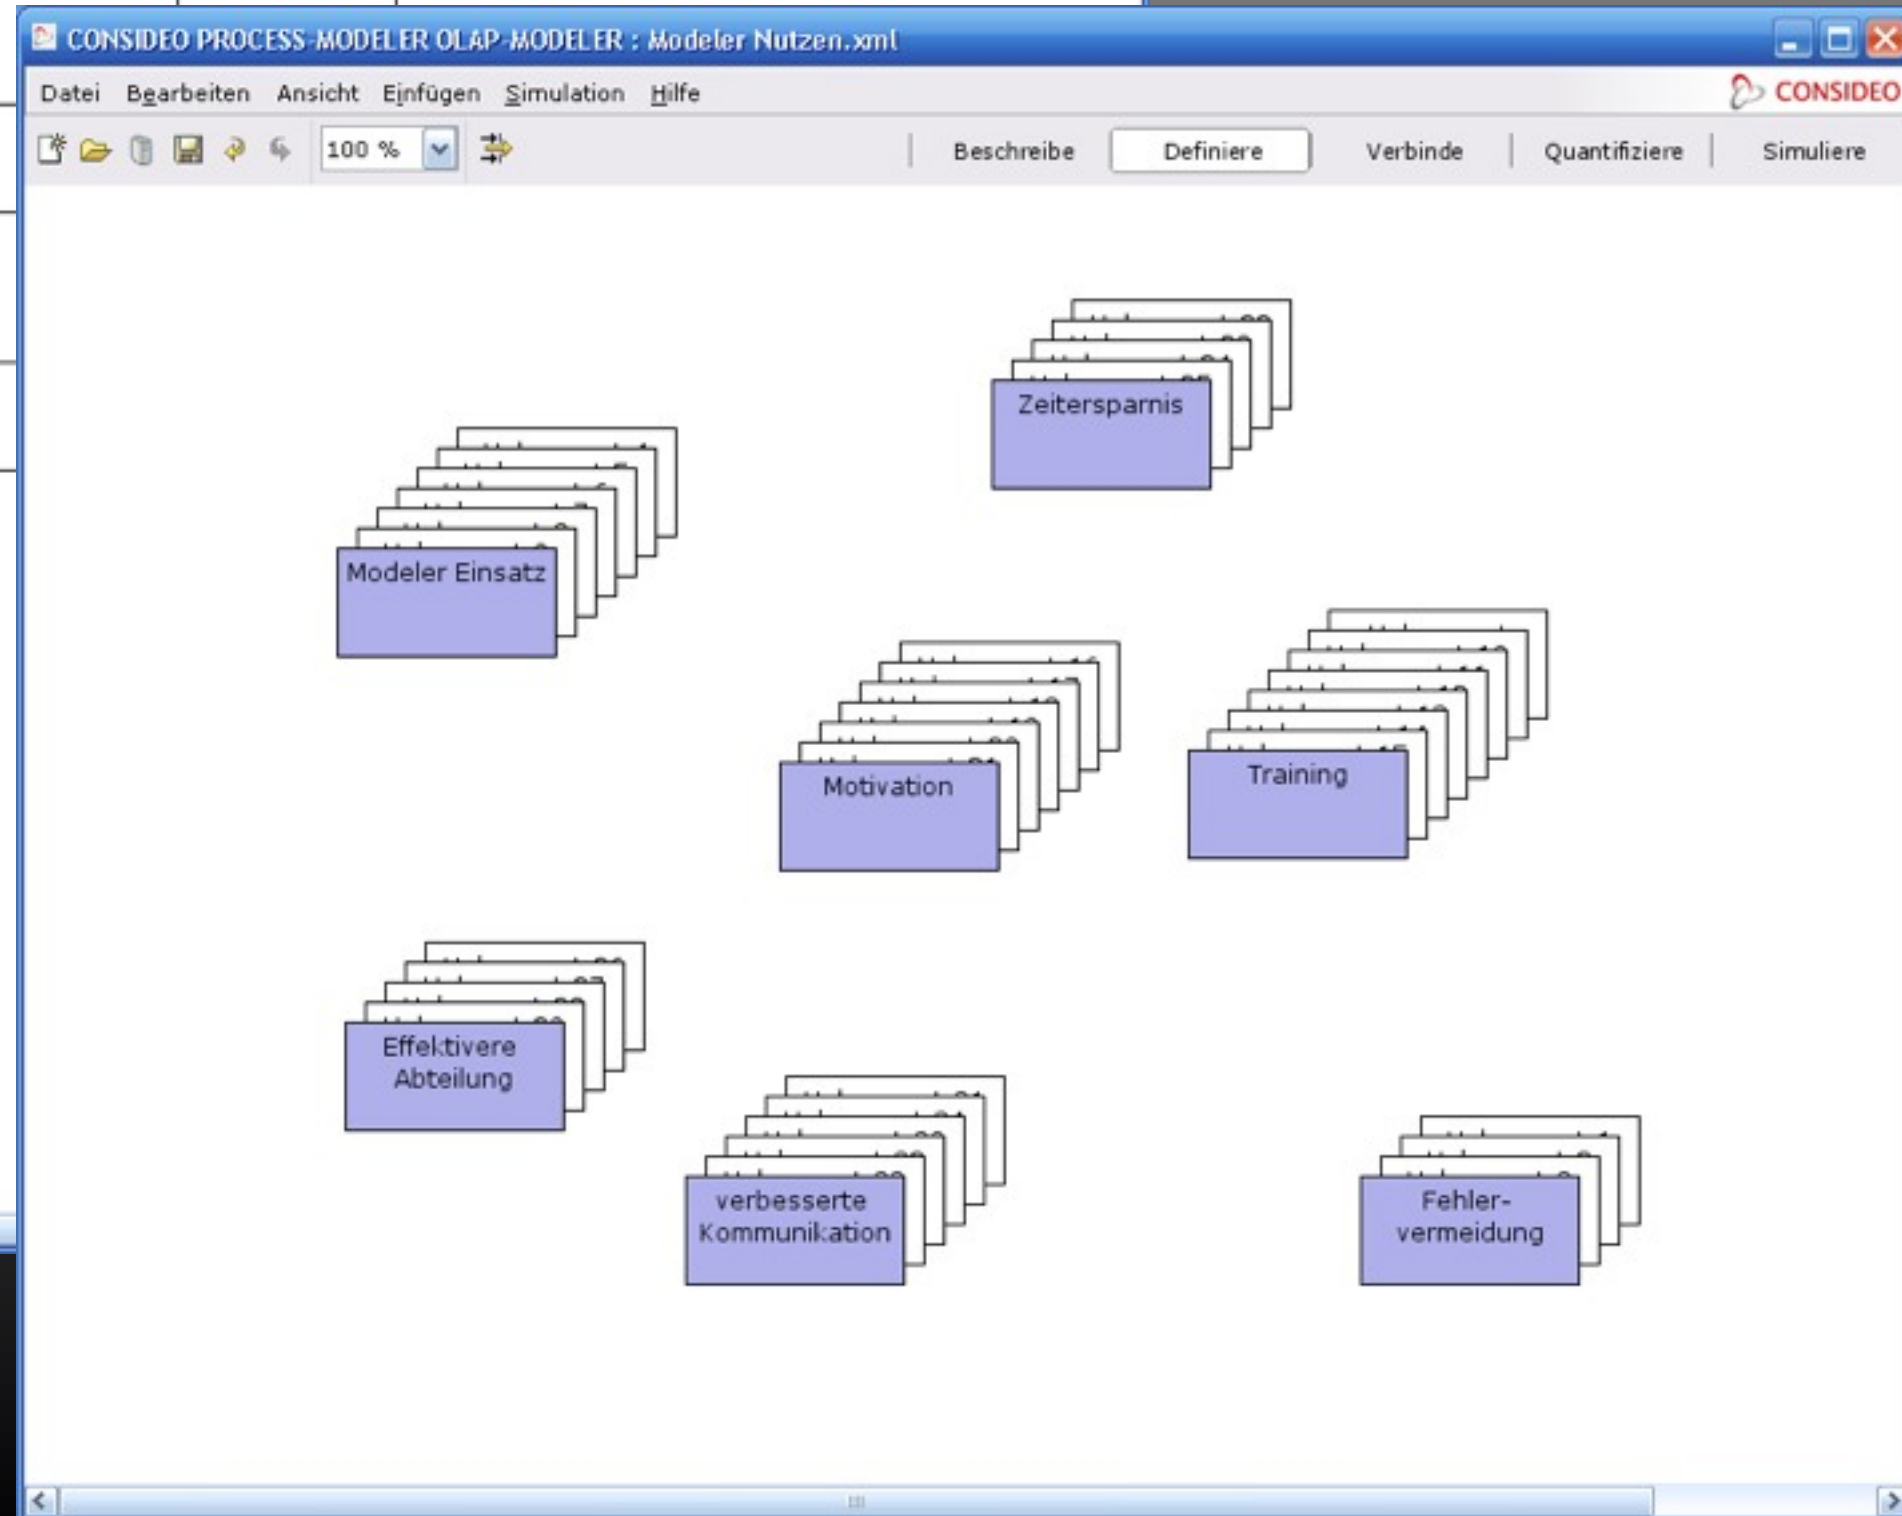 CONSIDEO PROCESS-MODELER OLAP-MODELER : Modeler Nutzen.xml
Datei Bearbeiten Ansicht Einfügen Simulation Hilfe
CONSIDEO
100 %
Beschreibe Definiere Verbinde Quantifiziere Simuliere
Zeitersparnis
Modeler Einsatz
Motivation
Training
Effektivere
Abteilung
verbesserte
Kommunikation
Fehler-
vermeidung